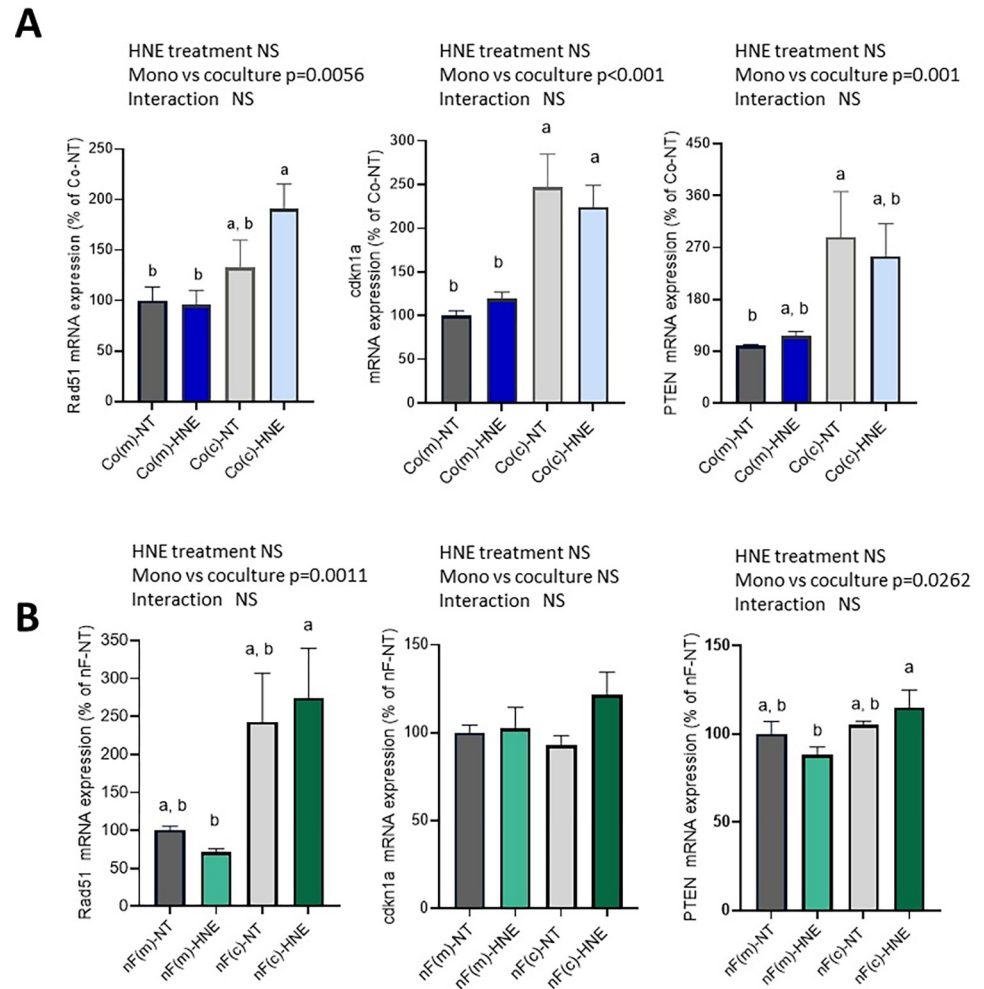 A
HNE treatment NS
Mono vs coculture p=0.0056
Interaction NS
HNE treatment NS
Mono vs coculture p<0.001
Interaction NS
HNE treatment NS
Mono vs coculture p=0.001
Interaction NS
Rad51 mRNA expression (% of Co-NT)
250
200
150
100
50
0
b
b
a, b
a
Co(m)-NT
Co(m)-HNE
Co(c)-NT
Co(c)-HNE
cdkn1a
mRNA expression (% of Co-NT)
300
250
200
150
100
50
0
b
b
a
a
Co(m)-NT
Co(m)-HNE
Co(c)-NT
Co(c)-HNE
PTEN mRNA expression (% of Co-NT)
450
360
270
180
90
0
b
a, b
a
a, b
Co(m)-NT
Co(m)-HNE
Co(c)-NT
Co(c)-HNE
B
HNE treatment NS
Mono vs coculture p=0.0011
Interaction NS
HNE treatment NS
Mono vs coculture NS
Interaction NS
HNE treatment NS
Mono vs coculture p=0.0262
Interaction NS
Rad51 mRNA expression (% of nF-NT)
350
300
250
200
150
100
50
0
a, b
b
a, b
a
nF(m)-NT
nF(m)-HNE
nF(c)-NT
nF(c)-HNE
cdkn1a mRNA expression (% of nF-NT)
150
100
50
0
nF(m)-NT
nF(m)-HNE
nF(c)-NT
nF(c)-HNE
PTEN mRNA expression (% of nF-NT)
150
100
50
0
a, b
b
a, b
a
nF(m)-NT
nF(m)-HNE
nF(c)-NT
nF(c)-HNE